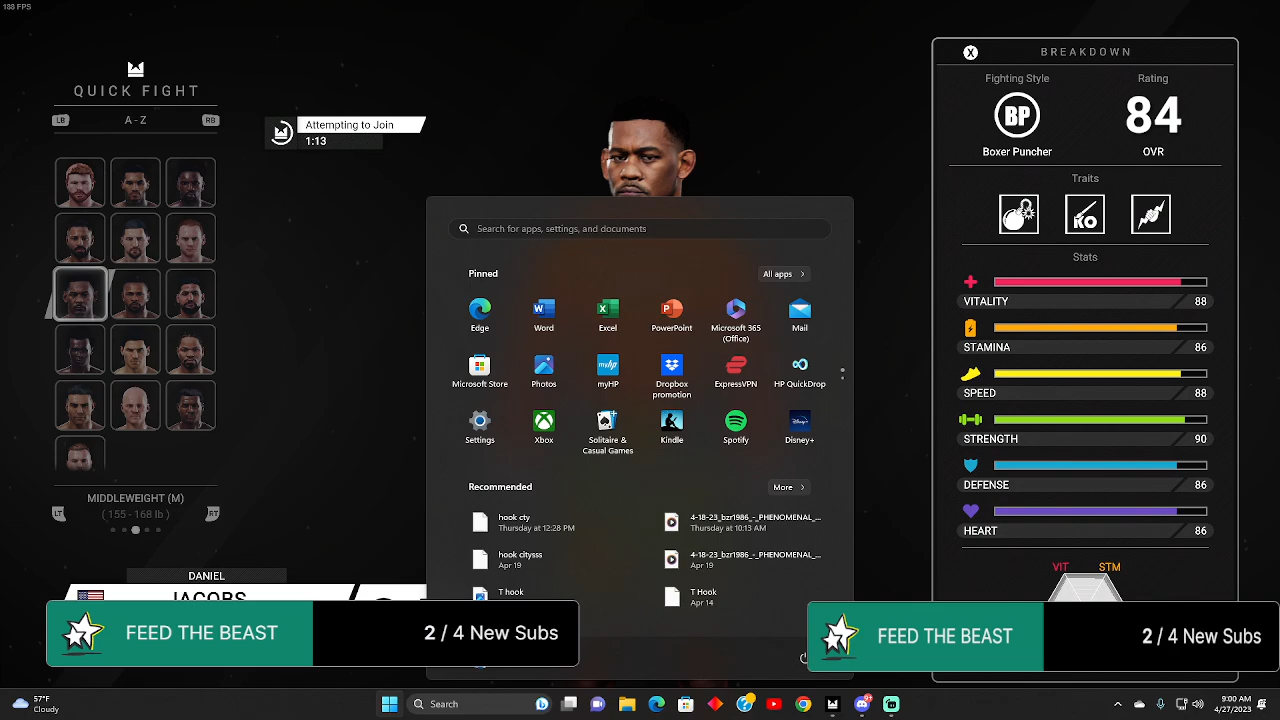 188 FPS
QUICK FIGHT
LB A-Z RB
Attempting to Join
1:13
MIDDLEWEIGHT (M)
LT ( 155 - 168 lb ) RT
DANIEL
JACOBS
Search for apps, settings, and documents
Pinned
All apps
Edge
Word
Excel
PowerPoint
Microsoft 365
(Office)
Mail
Microsoft Store
Photos
myHP
Dropbox
promotion
ExpressVPN
HP QuickDrop
Settings
Xbox
Solitaire &
Casual Games
Kindle
Spotify
Disney+
Recommended
More
hook cty
Thursday at 12:28 PM
4-18-23_bzr1986_-_PHENOMENAL_...
Thursday at 10:13 AM
hook citysss
Apr 19
4-18-23_bzr1986_-_PHENOMENAL_...
Apr 19
T hook
T Hook
Apr 14
X BREAKDOWN
Fighting Style
Rating
BP
84
Boxer Puncher
OVR
Traits
KO
Stats
VITALITY 88
STAMINA 86
SPEED 88
STRENGTH 90
DEFENSE 86
HEART 86
VIT STM
FEED THE BEAST 2 / 4 New Subs
FEED THE BEAST 2 / 4 New Subs
57°F
Cloudy
Search
9:00 AM
4/27/2023